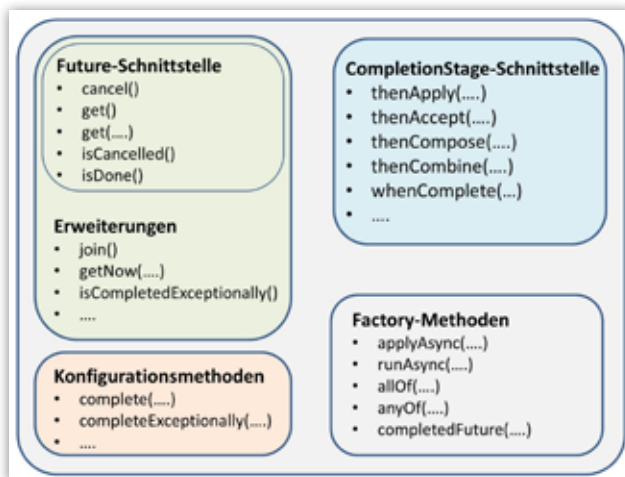 Future-Schnittstelle
• cancel()
• get()
• get(....)
• isCancelled()
• isDone()
Erweiterungen
• join()
• getNow(....)
• isCompletedExceptionally()
• ....
Konfigurationsmethoden
• complete(....)
• completeExceptionally(....)
• ....
CompletionStage-Schnittstelle
• thenApply(....)
• thenAccept(....)
• thenCompose(....)
• thenCombine(....)
• whenComplete(...)
• ....
Factory-Methoden
• applyAsync(....)
• runAsync(....)
• allOf(....)
• anyOf(....)
• completedFuture(....)